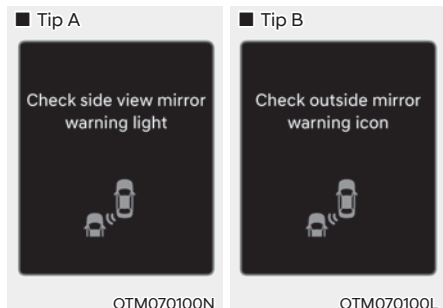 ■ Tip A
Check side view mirror
warning light
OTM070100N
■ Tip B
Check outside mirror
warning icon
OTM070100L